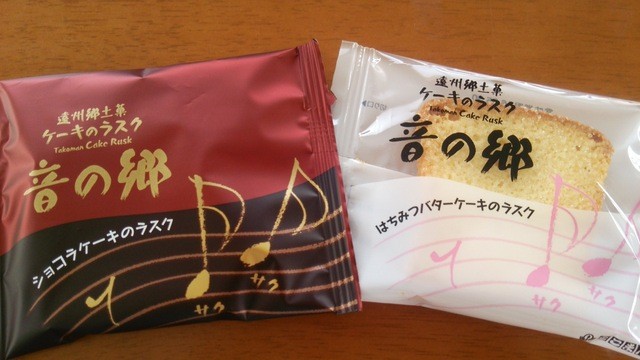 遠州郷土菓
ケーキのラスク
Takoman Cake Rusk
音の郷
ショコラケーキのラスク
サク
サク
遠州郷土菓
ケーキのラスク
Takoman Cake Rusk
音の郷
はちみつバターケーキのラスク
サク
サク